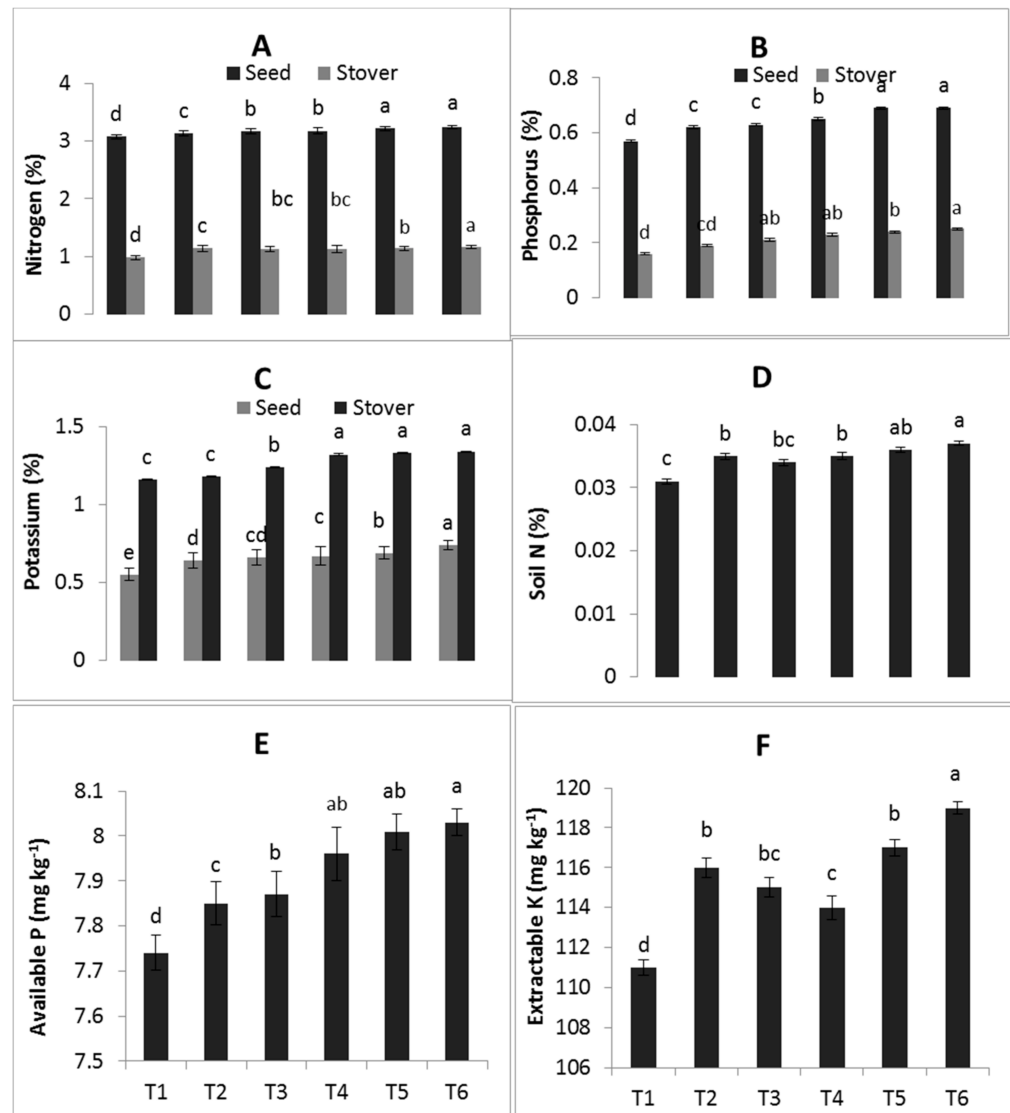 A
Seed Stover
Nitrogen (%)
4
3
2
1
0
d c b b a a
d c bc bc b a
B
Seed Stover
Phosphorus (%)
0.8
0.6
0.4
0.2
0
d c c b a a
d cd ab ab b a
C
Seed Stover
Potassium (%)
1.5
1
0.5
0
c c b a a a
e d cd c b a
D
Soil N (%)
0.04
0.03
0.02
0.01
0
c b bc b ab a
E
Available P (mg kg⁻¹)
8.1
8
7.9
7.8
7.7
7.6
7.5
d c b ab ab a
T1 T2 T3 T4 T5 T6
F
Extractable K (mg kg⁻¹)
120
118
116
114
112
110
108
106
d b bc c b a
T1 T2 T3 T4 T5 T6